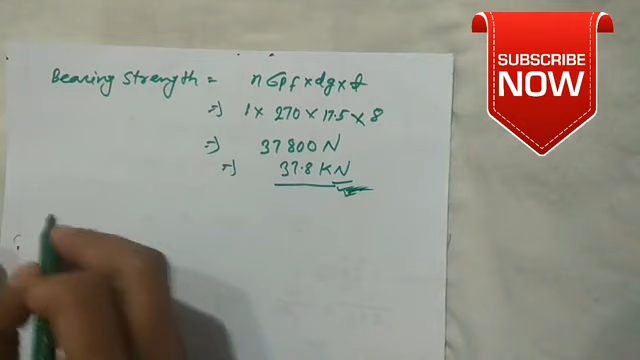 Bearing Strength = n σpf × dg × t
⇒ 1 × 270 × 17.5 × 8
⇒ 37800 N
⇒ 37.8 KN
SUBSCRIBE
NOW